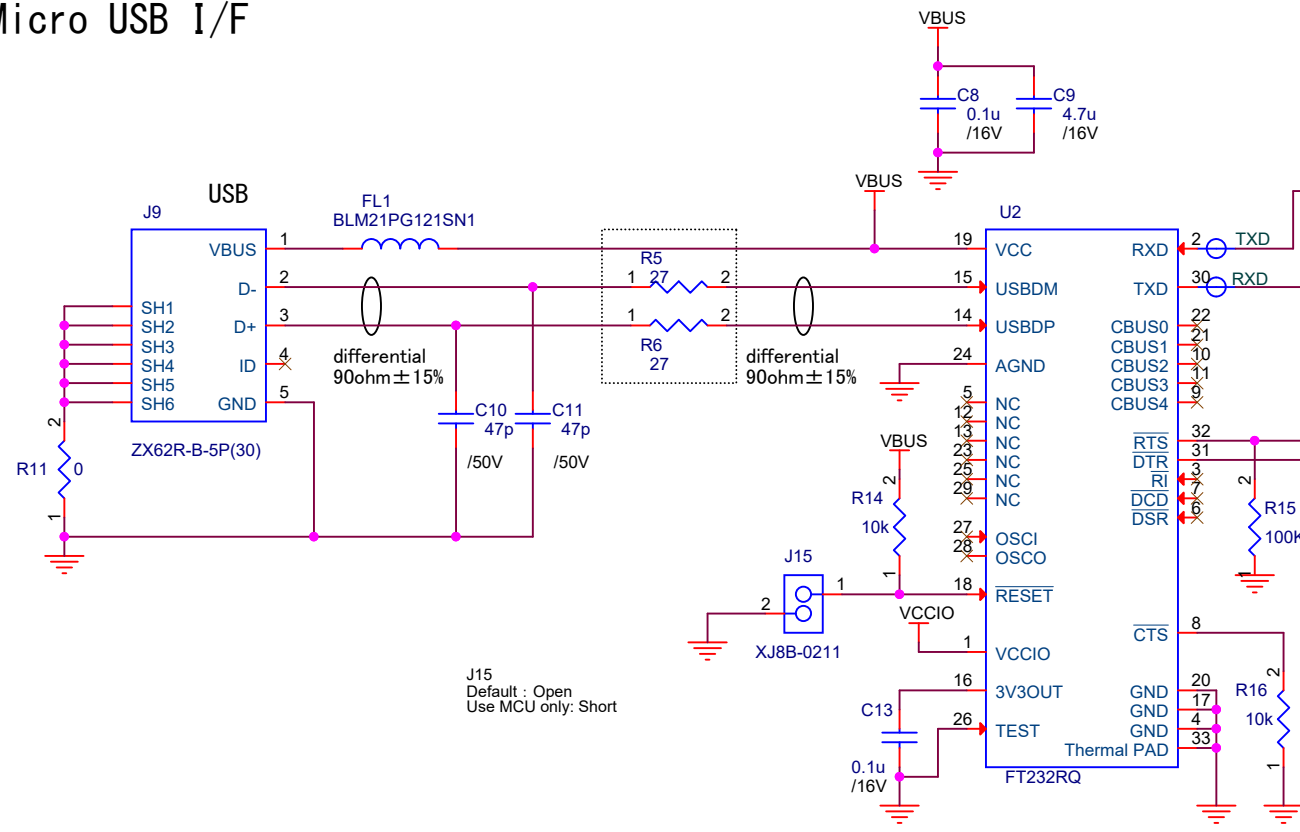 Micro USB I/F
VBUS
C8
0.1u
/16V
C9
4.7u
/16V
VBUS
USB
J9
FL1
BLM21PG121SN1
U2
VBUS
1
19
VCC
RXD
2
TXD
D-
2
R5
1
27
2
15
USBDM
TXD
30
RXD
SH1
SH2
SH3
SH4
SH5
SH6
D+
3
1
2
R6
27
14
USBDP
CBUS0
22
CBUS1
21
CBUS2
10
CBUS3
11
CBUS4
9
ID
4
differential
90ohm±15%
differential
90ohm±15%
24
AGND
GND
5
C10
47p
/50V
C11
47p
/50V
5
NC
12
NC
13
NC
23
NC
25
NC
29
NC
ZX62R-B-5P(30)
2
R11
0
1
VBUS
2
R14
10k
1
RTS
32
DTR
31
RI
3
DCD
7
DSR
6
2
R15
100K
1
27
OSCI
28
OSCO
J15
1
2
XJ8B-0211
18
RESET
VCCIO
1
VCCIO
CTS
8
J15
Default : Open
Use MCU only: Short
16
3V3OUT
C13
0.1u
/16V
26
TEST
GND
20
GND
17
GND
4
Thermal PAD
33
2
R16
10k
1
FT232RQ